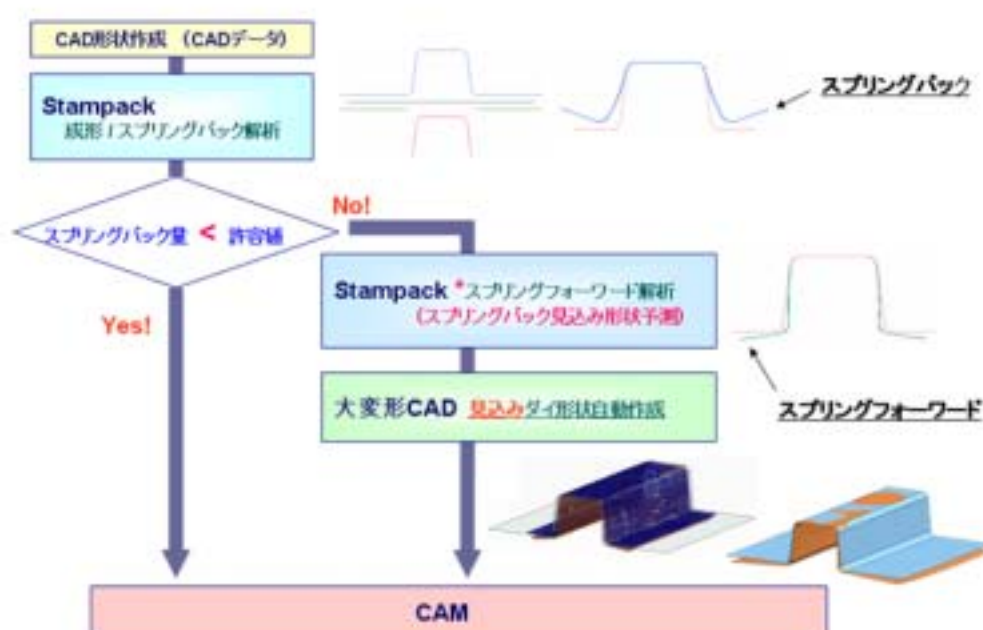 CAD形状作成 (CADデータ)
Stampack
成形/スプリングバック解析
スプリングバック
スプリングバック量 < 許容値
No!
Yes!
Stampack *スプリングフォーワード解析
(スプリングバック見込み形状予測)
大変形CAD 見込みダイ形状自動作成
スプリングフォーワード
CAM